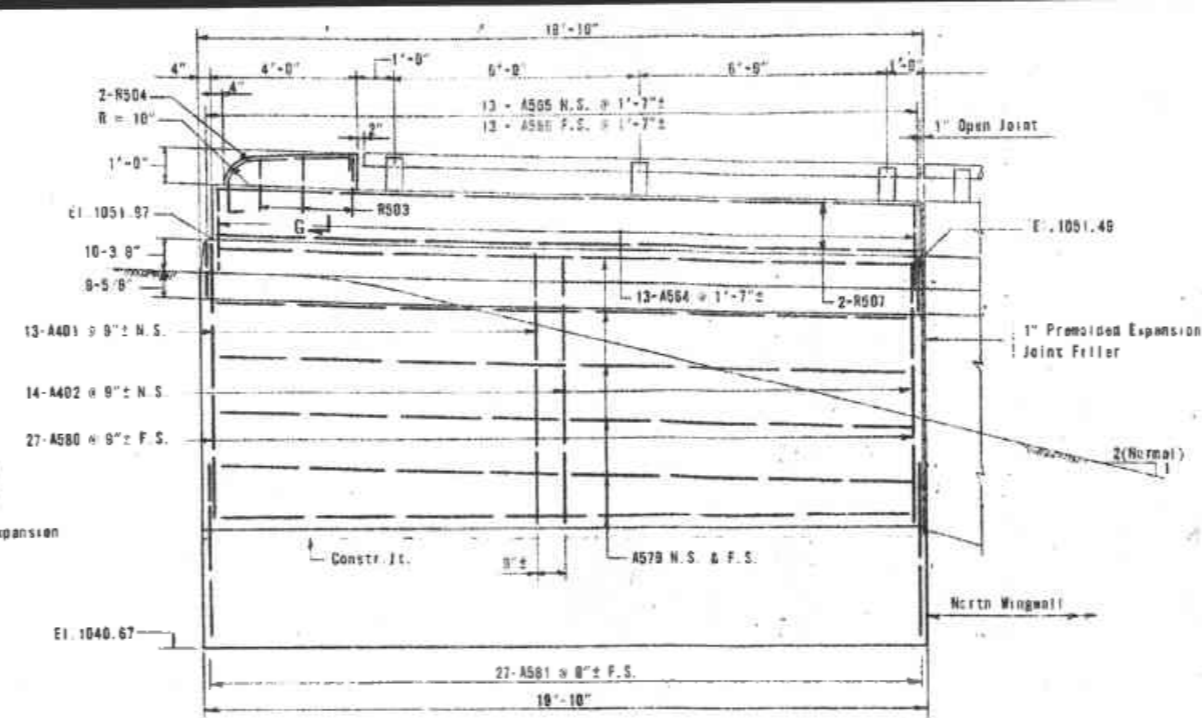 19'-10"
4"
4'-0"
1'-0"
6'-9"
1'-0"
4"
2-R504
R = 10"
13 - A565 N.S. @ 1'-7"±
13 - A566 F.S. @ 1'-7"±
2"
1" Open Joint
1'-0"
R503
El.1051.97
G
El.1051.49
13-A564 @ 1'-7"±
2-R507
13-A401 @ 9"± N.S.
1" Premolded Expansion
Joint Filler
14-A402 @ 9"± N.S.
27-A580 @ 9"± F.S.
2(Normal)
1
xpansion
Constr.Jt.
9"±
A579 N.S. & F.S.
North Wingwall
El.1040.67
27-A581 @ 9"± F.S.
19'-10"